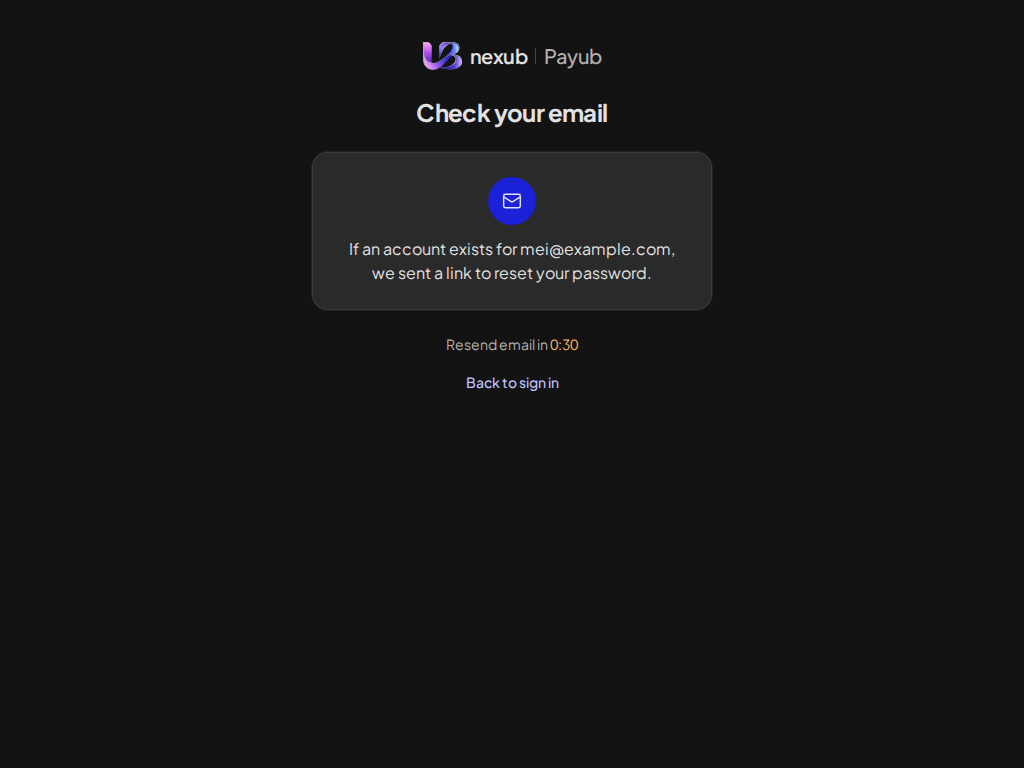 nexub | Payub
Check your email
If an account exists for mei@example.com,
we sent a link to reset your password.
Resend email in 0:30
Back to sign in